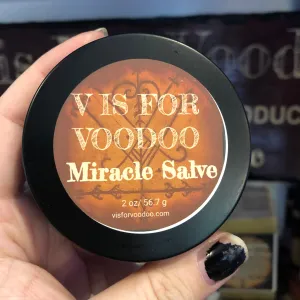 V IS FOR
VOODOO
Miracle Salve
2 oz/ 56.7 g
visforvoodoo.com